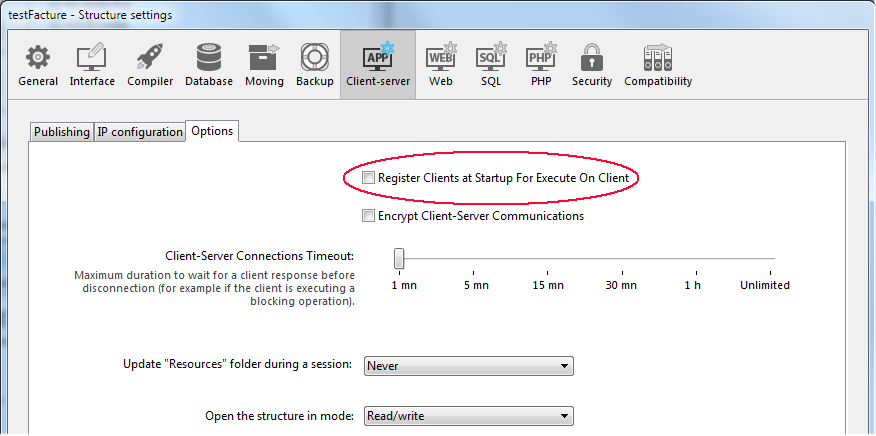 testFacture - Structure settings
General Interface Compiler Database Moving Backup Client-server Web SQL PHP Security Compatibility
APP WEB SQL PHP
Publishing IP configuration Options
Register Clients at Startup For Execute On Client
Encrypt Client-Server Communications
Client-Server Connections Timeout:
Maximum duration to wait for a client response before
disconnection (for example if the client is executing a
blocking operation).
1 mn 5 mn 15 mn 30 mn 1 h Unlimited
Update "Resources" folder during a session: Never
Open the structure in mode: Read/write